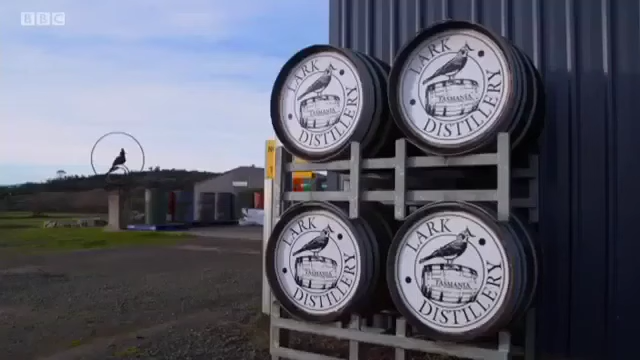 BBC
LARK
TASMANIA
DISTILLERY
LARK
TASMANIA
DISTILLERY
LARK
TASMANIA
DISTILLERY
LARK
TASMANIA
DISTILLERY